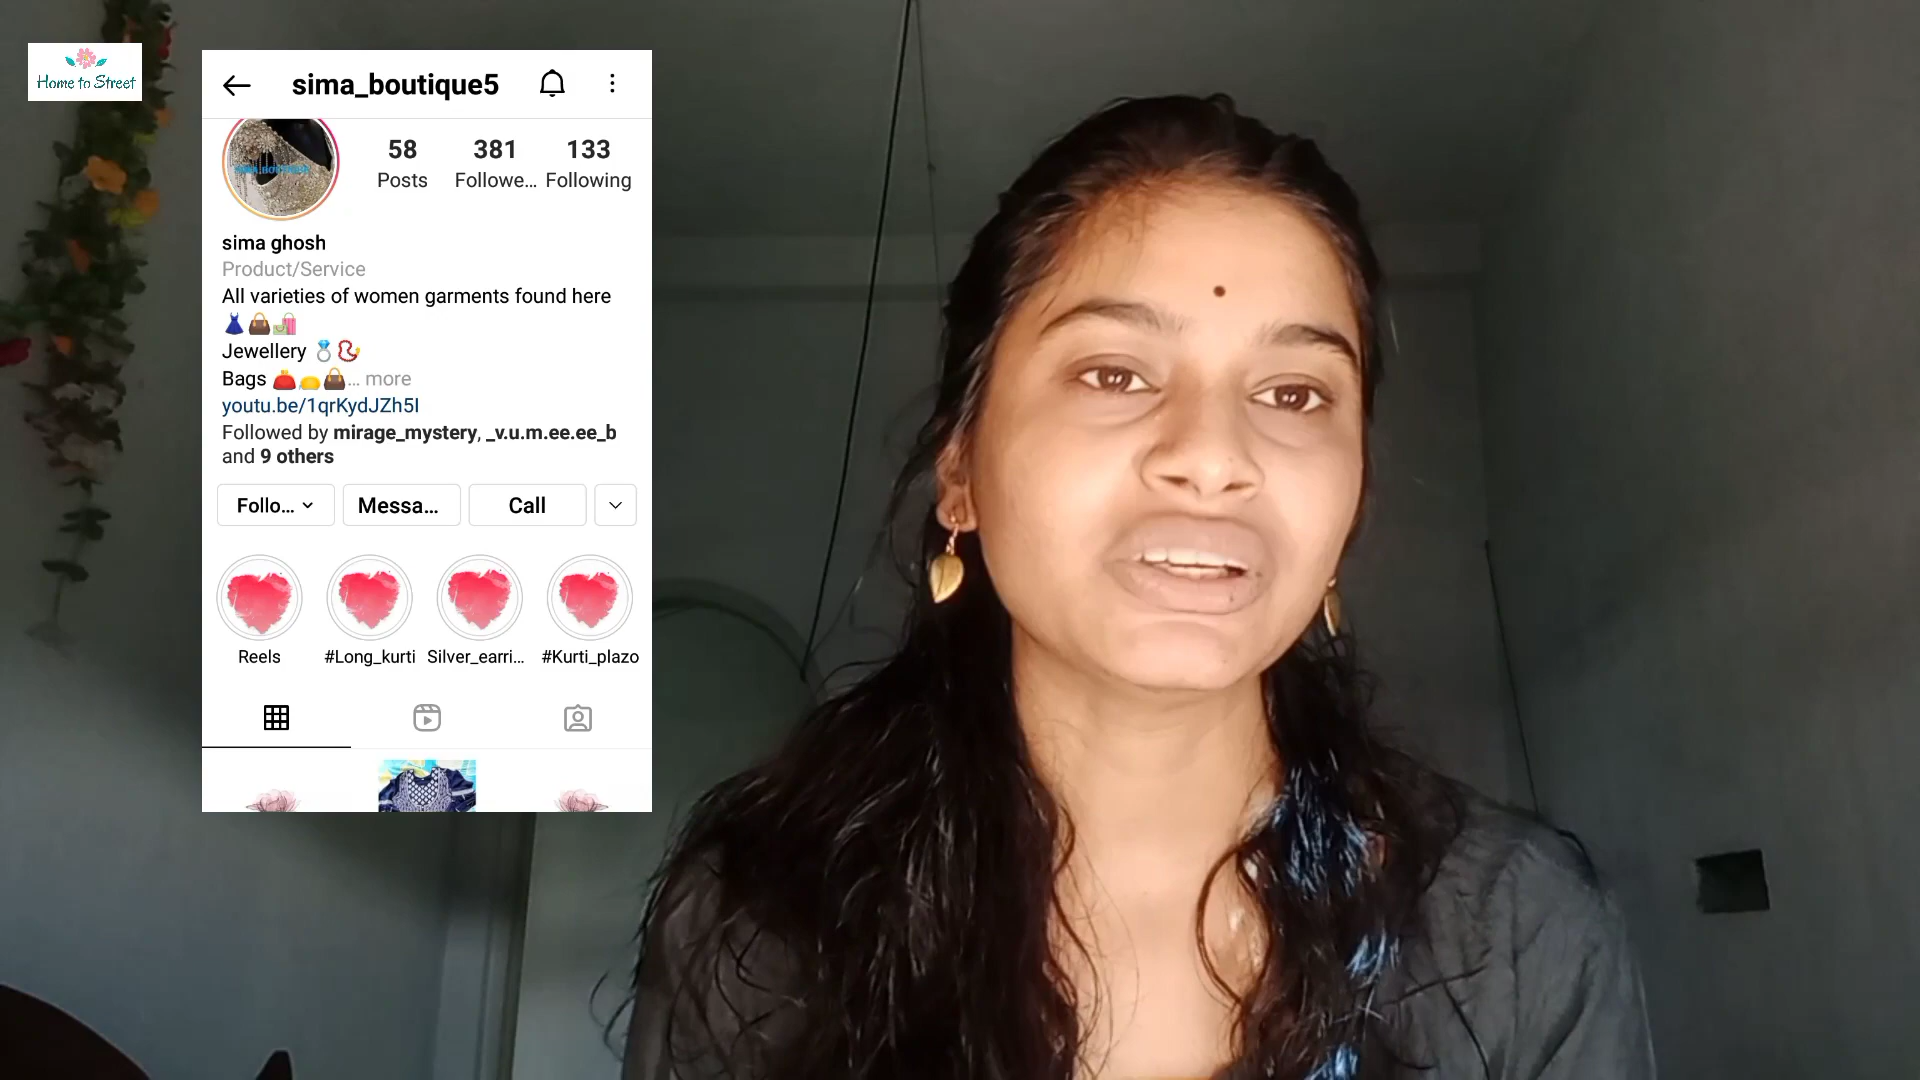 Home to Street
sima_boutique5
58
381
133
Posts
Followe...
Following
sima ghosh
Product/Service
All varieties of women garments found here
Jewellery
Bags ... more
youtu.be/1qrKydJZh5I
Followed by mirage_mystery, _v.u.m.ee.ee_b
and 9 others
Follo...
Messa...
Call
Reels
#Long_kurti
Silver_earri...
#Kurti_plazo